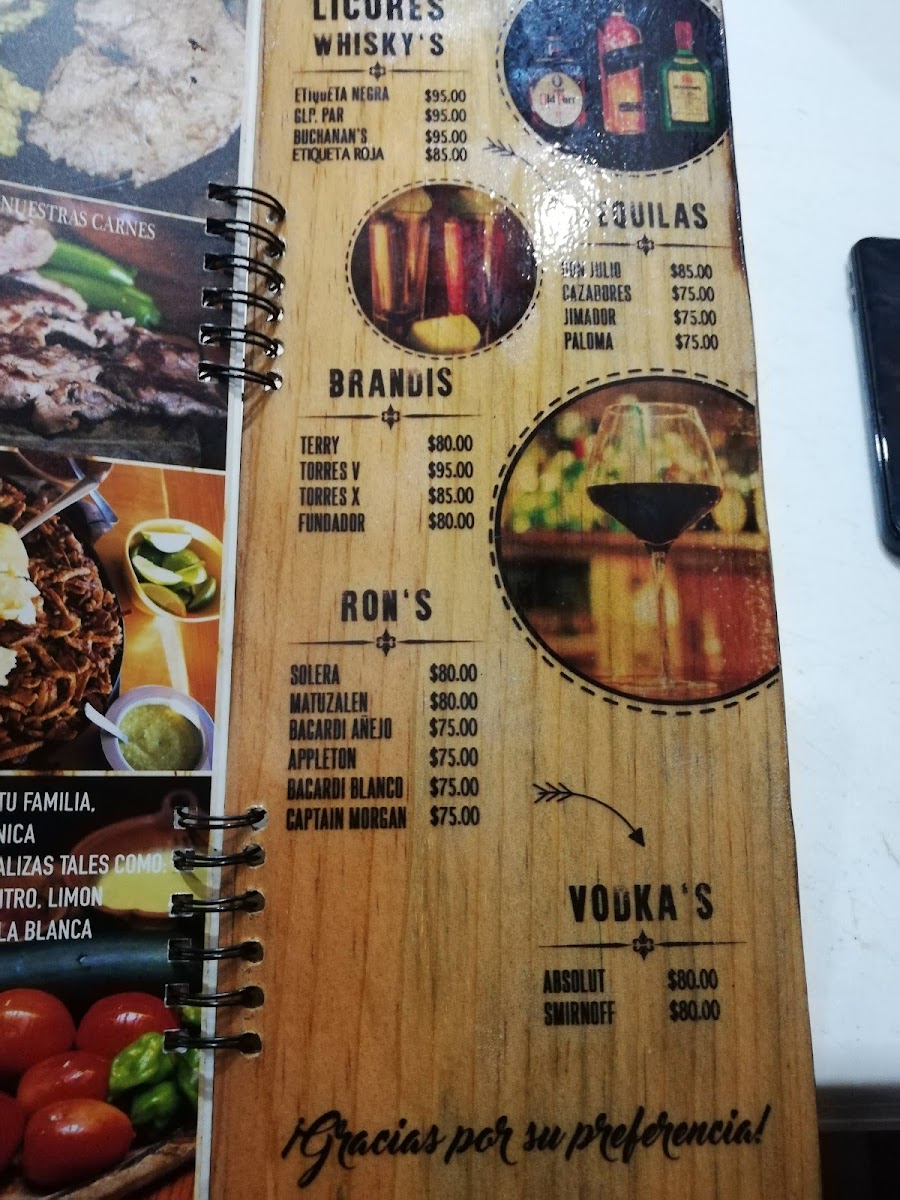 LICORES
WHISKY'S
ETIQUETA NEGRA $95.00
GLP. PAR $95.00
BUCHANAN'S $95.00
ETIQUETA ROJA $85.00
Old Parr
EQUILAS
DON JULIO $85.00
CAZADORES $75.00
JIMADOR $75.00
PALOMA $75.00
BRANDIS
TERRY $80.00
TORRES V $95.00
TORRES X $85.00
FUNDADOR $80.00
RON'S
SOLERA $80.00
MATUZALEN $80.00
BACARDI AÑEJO $75.00
APPLETON $75.00
BACARDI BLANCO $75.00
CAPTAIN MORGAN $75.00
VODKA'S
ABSOLUT $80.00
SMIRNOFF $80.00
¡Gracias por su preferencia!
NUESTRAS CARNES
TU FAMILIA,
NICA
ALIZAS TALES COMO:
ITRO, LIMON
LA BLANCA